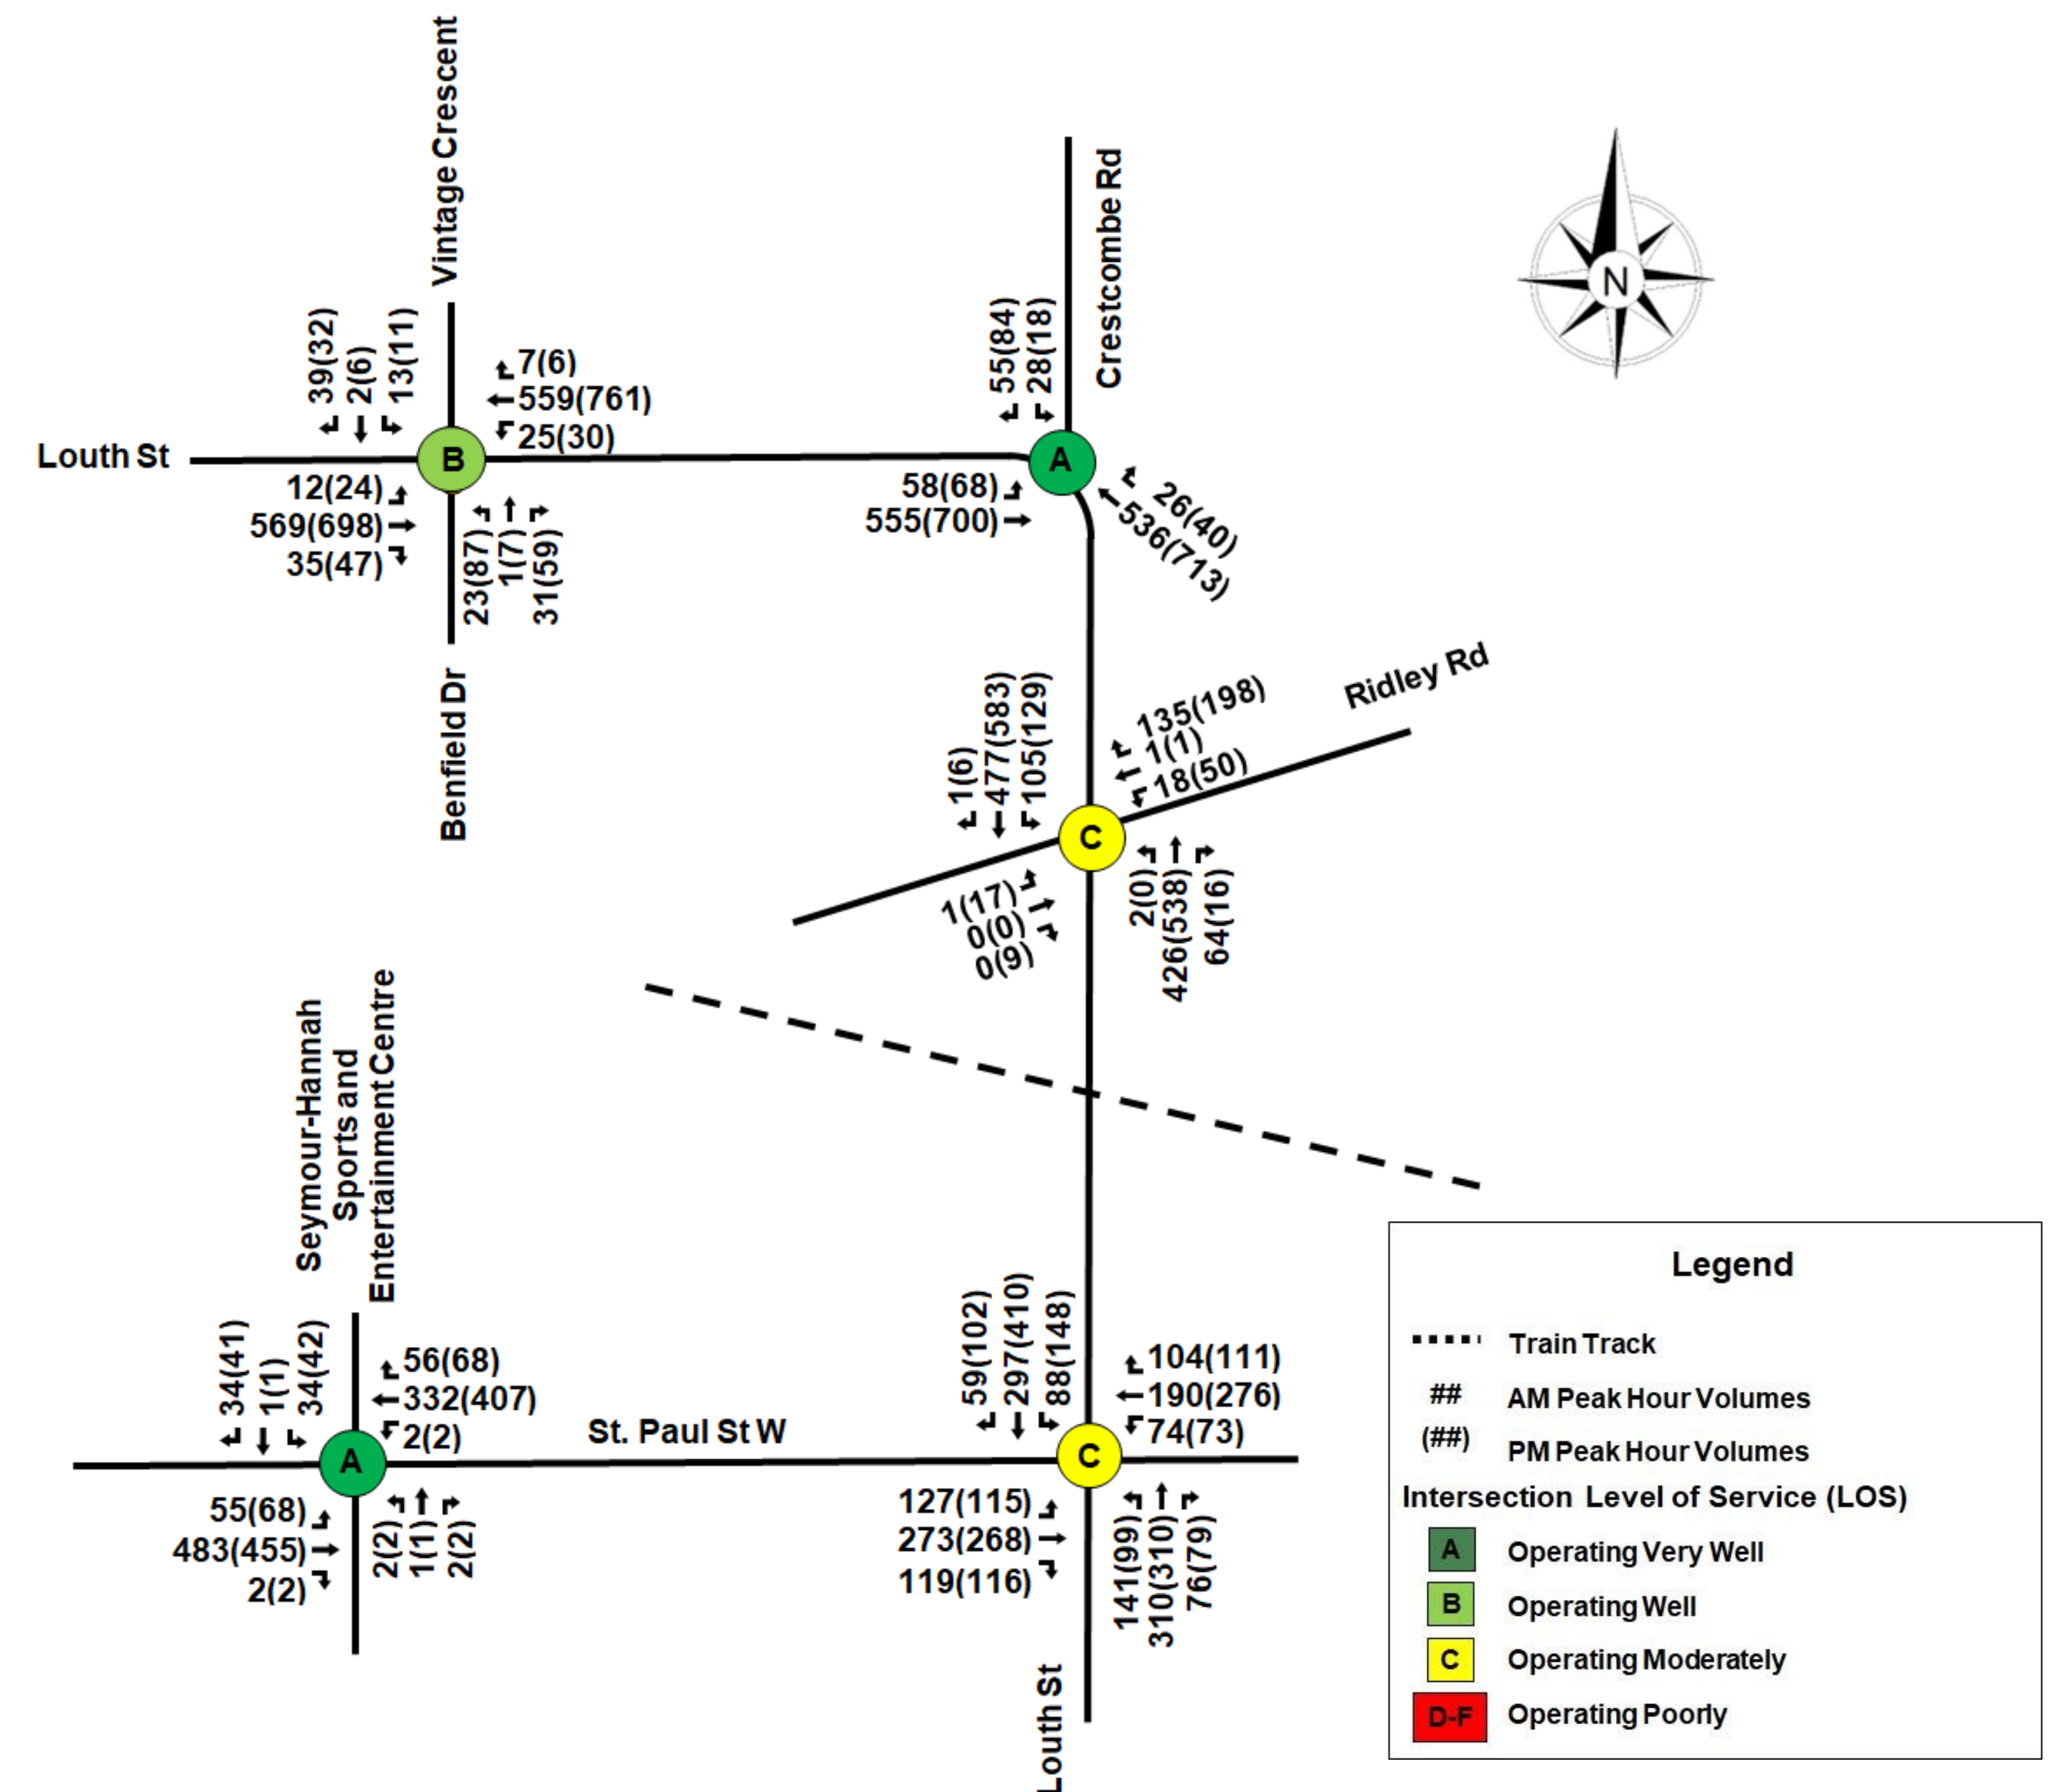 Vintage Crescent
39(32)
2(6)
13(11)
7(6)
559(761)
25(30)
Louth St
B
12(24)
569(698)
35(47)
23(87)
1(7)
31(59)
Benfield Dr
Crestcombe Rd
55(84)
28(18)
A
58(68)
555(700)
26(40)
536(713)
N
Ridley Rd
1(6)
477(583)
105(129)
135(198)
1(1)
18(50)
C
1(17)
0(0)
0(9)
2(0)
426(538)
64(16)
Seymour-Hannah
Sports and
Entertainment Centre
34(41)
1(1)
34(42)
56(68)
332(407)
2(2)
A
55(68)
483(455)
2(2)
2(2)
1(1)
2(2)
St. Paul St W
59(102)
297(410)
88(148)
104(111)
190(276)
74(73)
C
127(115)
273(268)
119(116)
141(99)
310(310)
76(79)
Louth St
Legend
Train Track
## AM Peak Hour Volumes
(##) PM Peak Hour Volumes
Intersection Level of Service (LOS)
A Operating Very Well
B Operating Well
C Operating Moderately
D-F Operating Poorly